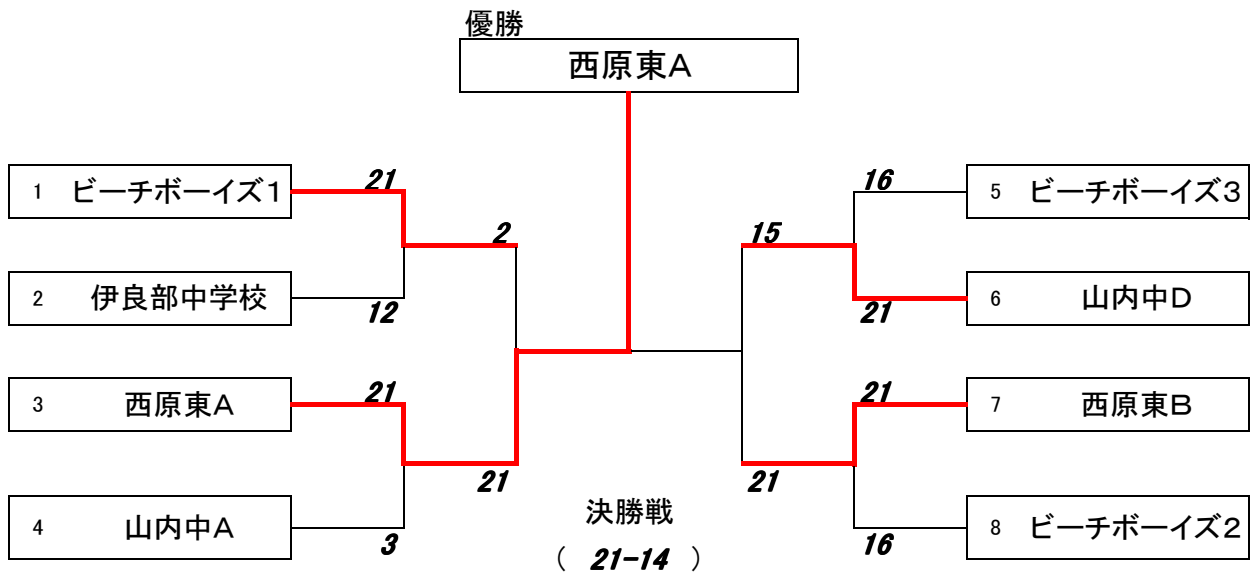 優勝
西原東A
1 ビーチボーイズ1
21
2 伊良部中学校
12
2
3 西原東A
21
4 山内中A
3
21
16
5 ビーチボーイズ3
15
21
6 山内中D
21
7 西原東B
21
16
8 ビーチボーイズ2
決勝戦
( 21-14 )